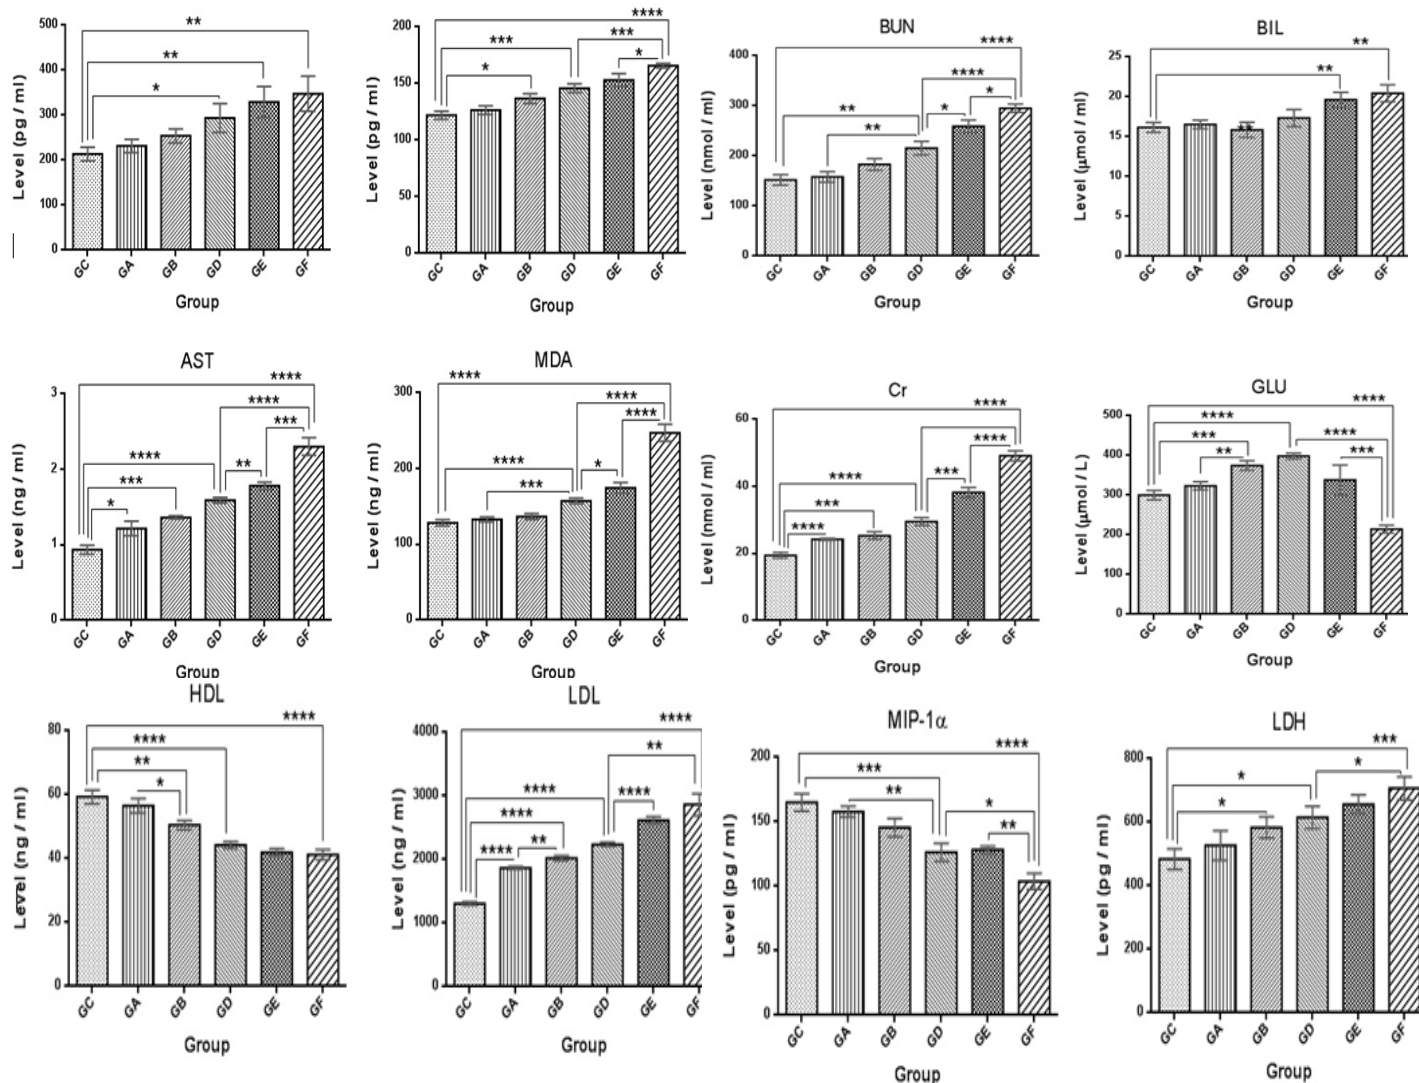 500
400
300
200
100
0
Level (pg / ml)
**
**
*
GC GA GB GD GE GF
Group
200
150
100
50
0
Level (pg / ml)
****
*** ***
*
*
GC GA GB GD GE GF
Group
BUN
400
300
200
100
0
Level (nmol / ml)
****
****
*
** *
**
GC GA GB GD GE GF
Group
BIL
25
20
15
10
5
0
Level (μmol / ml)
**
**
**
GC GA GB GD GE GF
Group
AST
3
2
1
0
Level (ng / ml)
****
****
***
**** **
***
*
GC GA GB GD GE GF
Group
MDA
300
200
100
0
Level (ng / ml)
****
****
****
**** *
***
GC GA GB GD GE GF
Group
Cr
60
40
20
0
Level (nmol / ml)
****
****
**** ***
***
****
GC GA GB GD GE GF
Group
GLU
500
400
300
200
100
0
Level (μmol / L)
****
****
*** ****
** ***
GC GA GB GD GE GF
Group
HDL
80
60
40
20
0
Level (ng / ml)
****
****
**
*
GC GA GB GD GE GF
Group
LDL
4000
3000
2000
1000
0
Level (ng / ml)
****
**
**** ****
****
**** **
GC GA GB GD GE GF
Group
MIP-1α
200
150
100
50
0
Level (pg / ml)
****
***
** *
**
GC GA GB GD GE GF
Group
LDH
800
600
400
200
0
Level (pg / ml)
***
* *
*
GC GA GB GD GE GF
Group